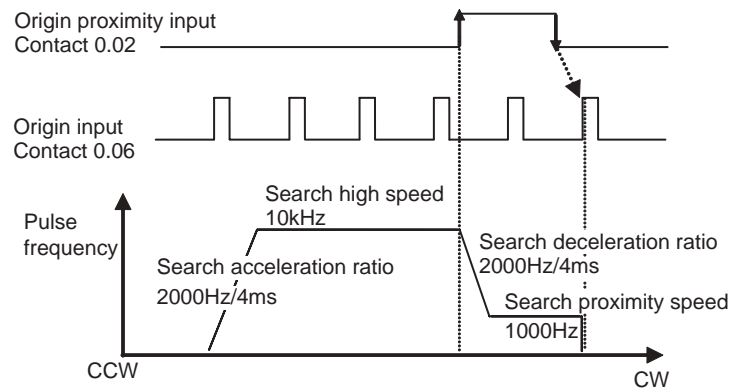 Origin proximity input
Contact 0.02
Origin input
Contact 0.06
Search high speed
10kHz
Pulse
frequency
Search deceleration ratio
2000Hz/4ms
Search acceleration ratio
2000Hz/4ms
Search proximity speed
1000Hz
CCW
CW